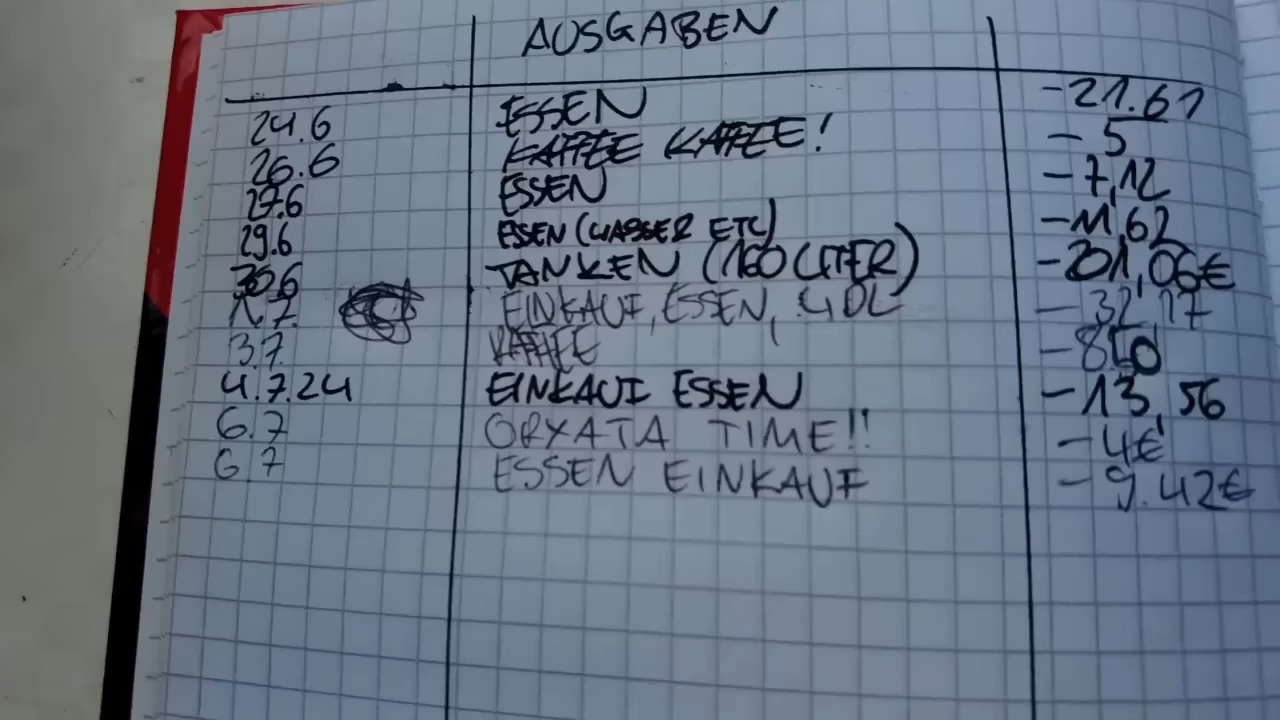 AUSGABEN
24.6 ESSEN -21.61
26.6 KAFFEE KAFFEE! -5
27.6 ESSEN -7,12
29.6 ESSEN (WASSER ETC) -11,62
30.6 TANKEN (160 LITER) -201,06€
1.7. EINKAUF, ESSEN, -32,17
3.7 KAFFEE -8,50
4.7.24 EINKAUF ESSEN -13,56
6.7 ORXATA TIME!! -4€
6.7 ESSEN EINKAUF -9.42€